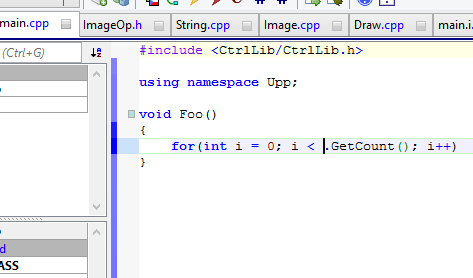 main.cpp ImageOp.h String.cpp Image.cpp Draw.cpp main.i
(Ctrl+G)
#include <CtrlLib/CtrlLib.h>
using namespace Upp;
void Foo()
{
for(int i = 0; i < .GetCount(); i++)
}
d
ASS